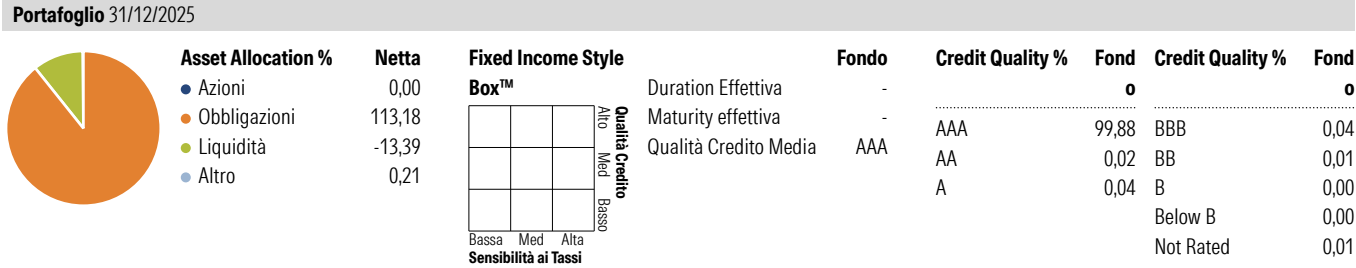 Portafoglio 31/12/2025
Asset Allocation % Netta
Azioni 0,00
Obbligazioni 113,18
Liquidità -13,39
Altro 0,21
Fixed Income Style
Box™
Alto Med Basso
Qualità Credito
Bassa Med Alta
Sensibilità ai Tassi
Fondo
Duration Effettiva -
Maturity effettiva -
Qualità Credito Media AAA
Credit Quality % Fond
o
AAA 99,88
AA 0,02
A 0,04
Credit Quality % Fond
o
BBB 0,04
BB 0,01
B 0,00
Below B 0,00
Not Rated 0,01